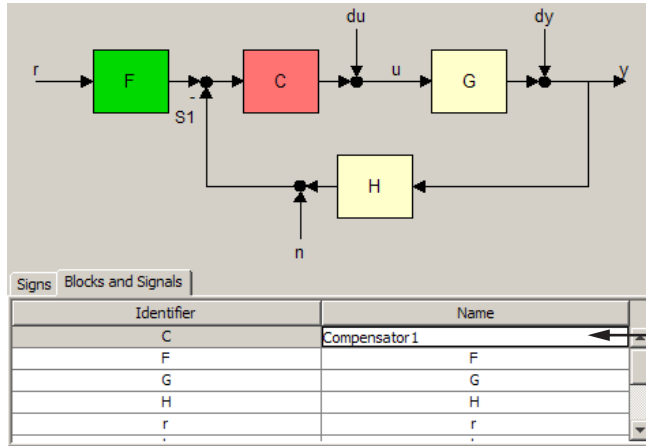 du
dy
r
F
C
u
G
y
-
S1
H
n
Signs
Blocks and Signals
Identifier Name
C Compensator1
F F
G G
H H
r r